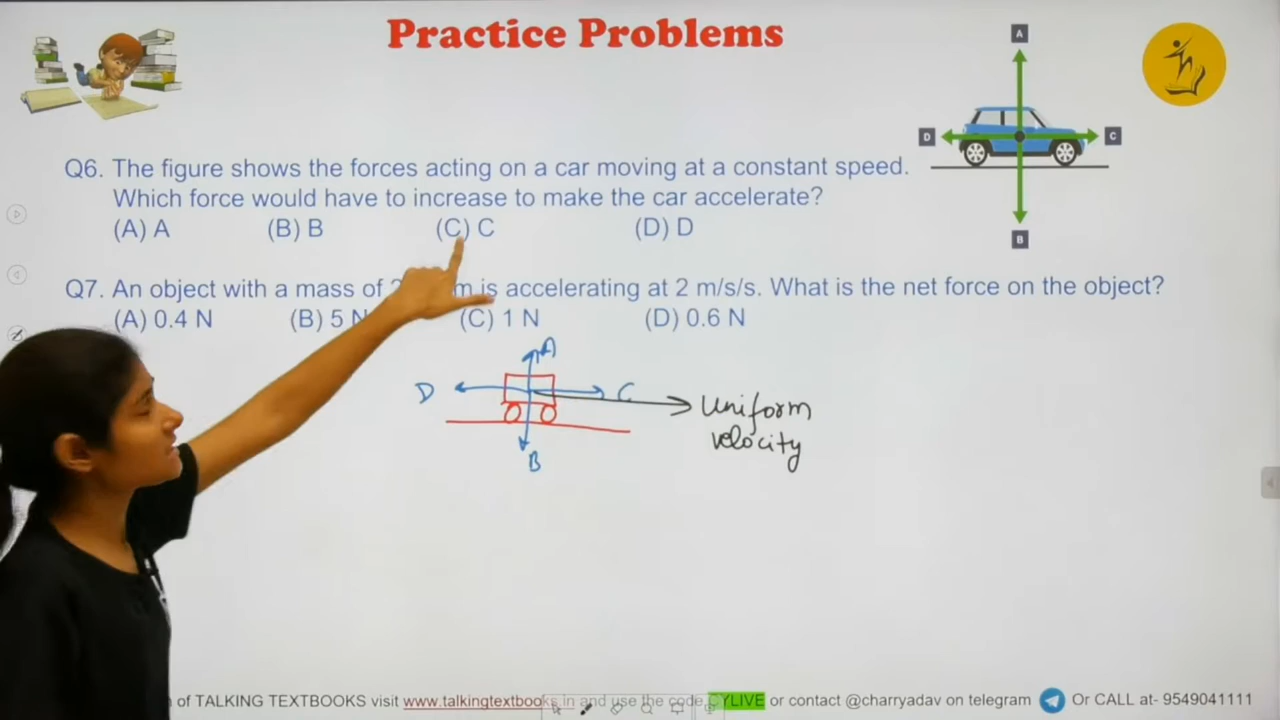 Practice Problems
A
D
C
B
Q6. The figure shows the forces acting on a car moving at a constant speed.
Which force would have to increase to make the car accelerate?
(A) A (B) B (C) C (D) D
Q7. An object with a mass of is accelerating at 2 m/s/s. What is the net force on the object?
(A) 0.4 N (B) 5 N (C) 1 N (D) 0.6 N
A
D
C
B
Uniform
velocity
of TALKING TEXTBOOKS visit www.talkingtextbooks.in and use the code CYLIVE or contact @charryadav on telegram Or CALL at- 9549041111